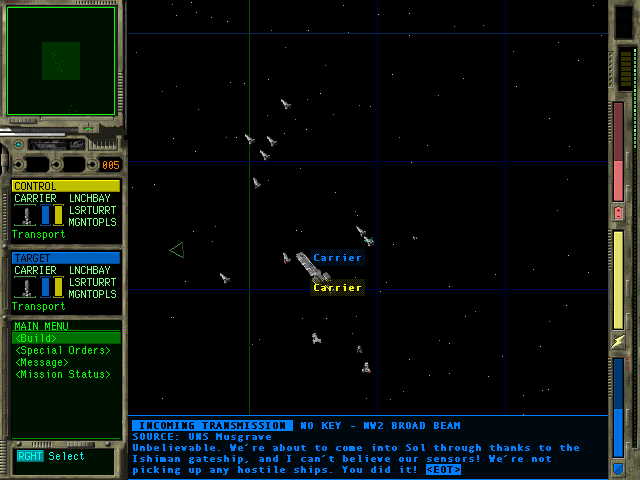 005
CONTROL
CARRIER LNCHBAY
LSRTURRT
MGNTOPLS
Transport
TARGET
CARRIER LNCHBAY
LSRTURRT
MGNTOPLS
Transport
MAIN MENU
<Build>
<Special Orders>
<Message>
<Mission Status>
RGHT Select
Carrier
Carrier
INCOMING TRANSMISSION NO KEY - NW2 BROAD BEAM
SOURCE: UNS Musgrave
Unbelievable. We're about to come into Sol through thanks to the
Ishiman gateship, and I can't believe our sensors! We're not
picking up any hostile ships. You did it! <EOT>